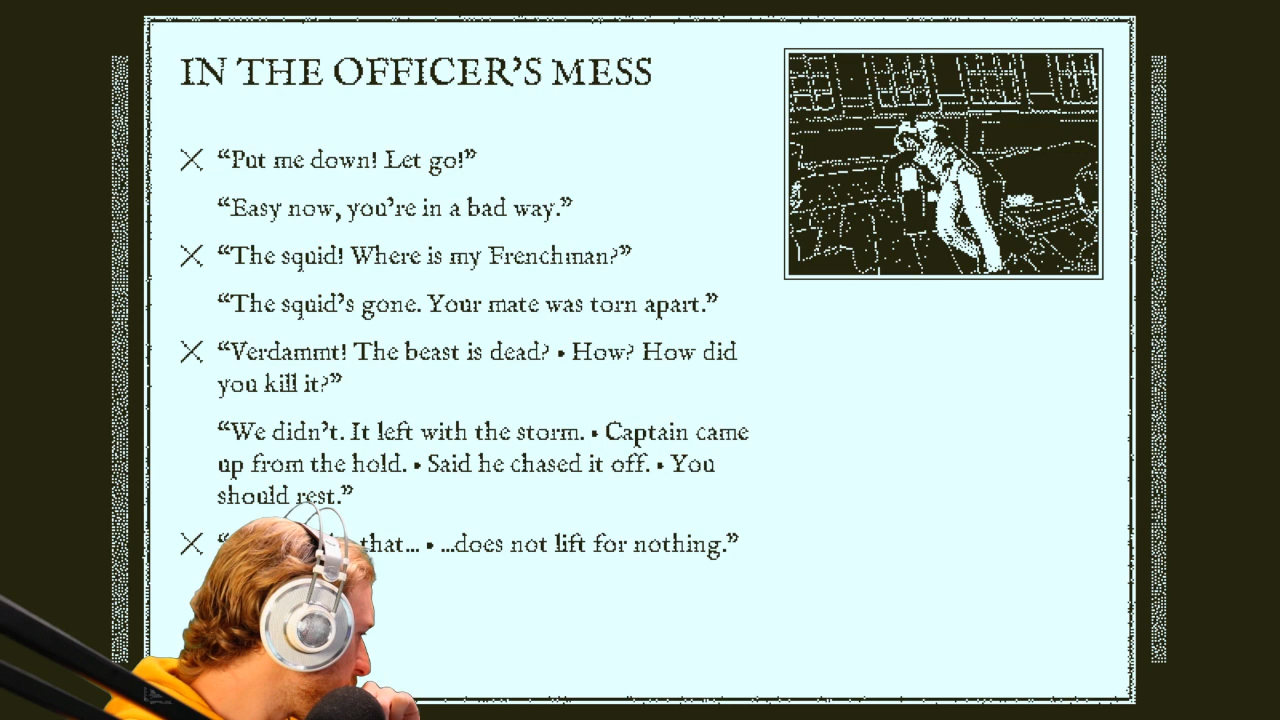 IN THE OFFICER'S MESS
“Put me down! Let go!”
“Easy now, you're in a bad way.”
“The squid! Where is my Frenchman?”
“The squid's gone. Your mate was torn apart.”
“Verdammt! The beast is dead? • How? How did
you kill it?”
“We didn't. It left with the storm. • Captain came
up from the hold. • Said he chased it off. • You
should rest.”
that... • ...does not lift for nothing.”